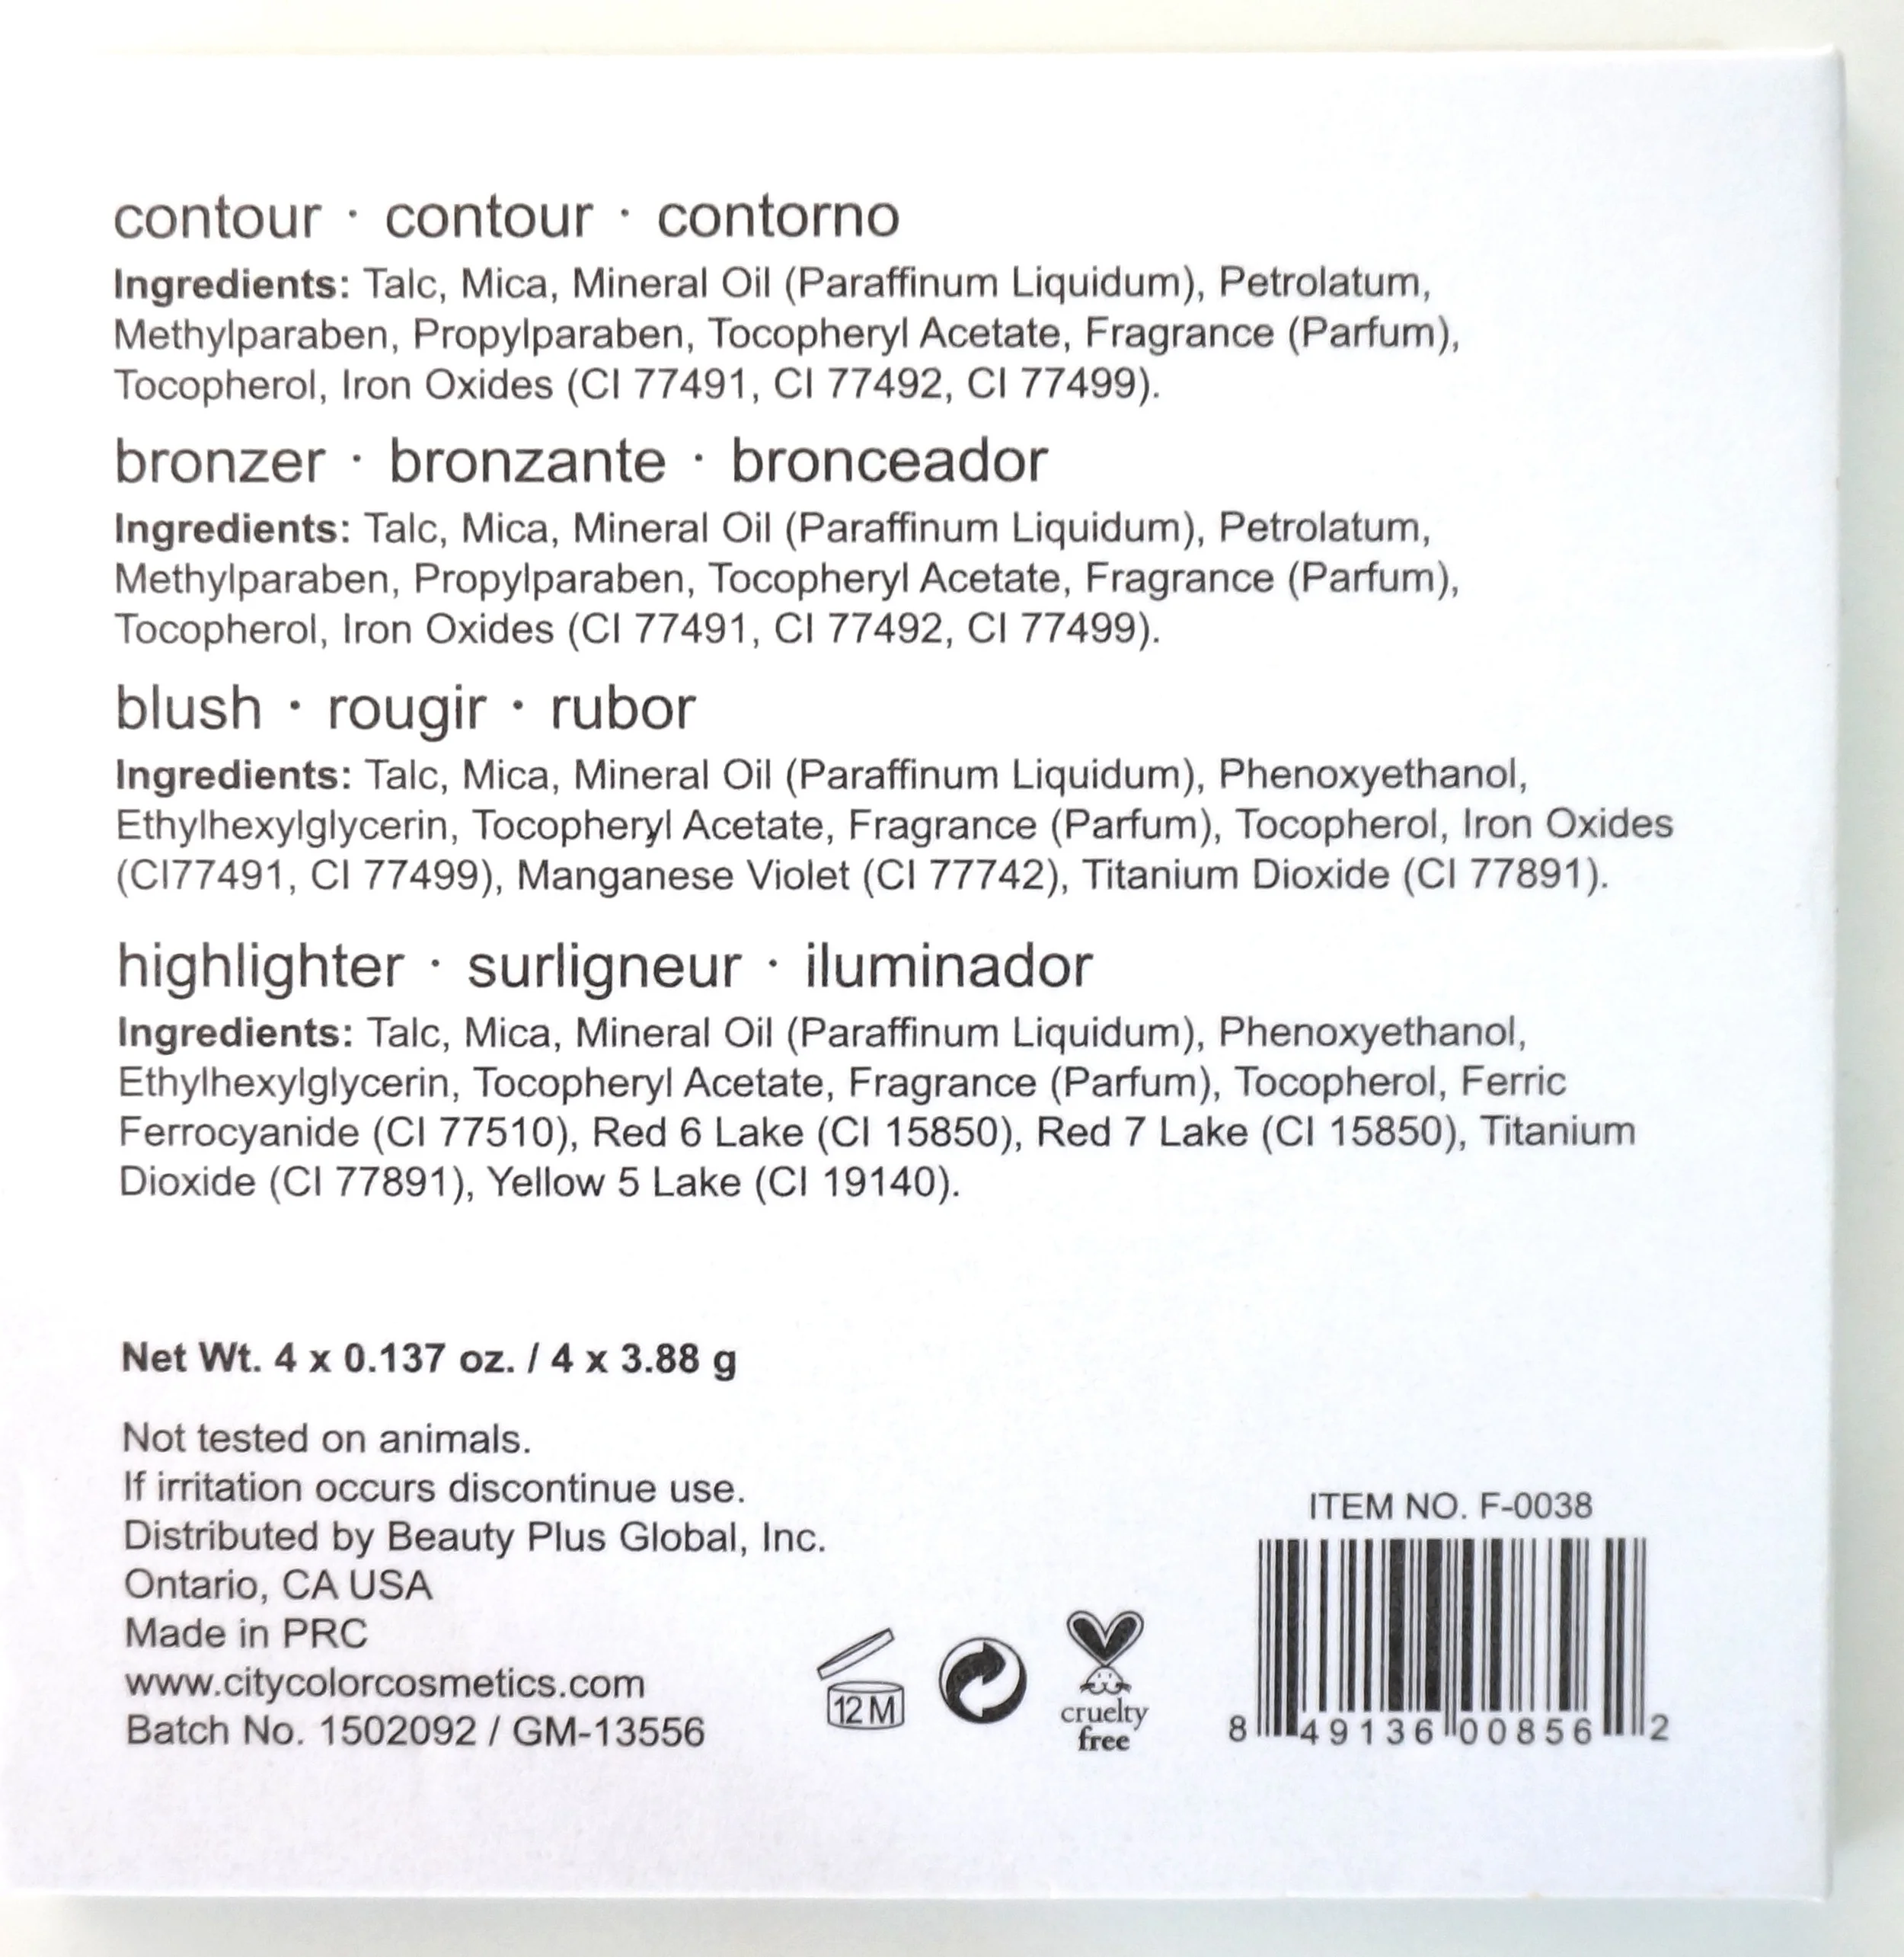 contour · contour · contorno
Ingredients: Talc, Mica, Mineral Oil (Paraffinum Liquidum), Petrolatum,
Methylparaben, Propylparaben, Tocopheryl Acetate, Fragrance (Parfum),
Tocopherol, Iron Oxides (CI 77491, CI 77492, CI 77499).
bronzer · bronzante · bronceador
Ingredients: Talc, Mica, Mineral Oil (Paraffinum Liquidum), Petrolatum,
Methylparaben, Propylparaben, Tocopheryl Acetate, Fragrance (Parfum),
Tocopherol, Iron Oxides (CI 77491, CI 77492, CI 77499).
blush · rougir · rubor
Ingredients: Talc, Mica, Mineral Oil (Paraffinum Liquidum), Phenoxyethanol,
Ethylhexylglycerin, Tocopheryl Acetate, Fragrance (Parfum), Tocopherol, Iron Oxides
(CI77491, CI 77499), Manganese Violet (CI 77742), Titanium Dioxide (CI 77891).
highlighter · surligneur · iluminador
Ingredients: Talc, Mica, Mineral Oil (Paraffinum Liquidum), Phenoxyethanol,
Ethylhexylglycerin, Tocopheryl Acetate, Fragrance (Parfum), Tocopherol, Ferric
Ferrocyanide (CI 77510), Red 6 Lake (CI 15850), Red 7 Lake (CI 15850), Titanium
Dioxide (CI 77891), Yellow 5 Lake (CI 19140).
Net Wt. 4 x 0.137 oz. / 4 x 3.88 g
Not tested on animals.
If irritation occurs discontinue use.
Distributed by Beauty Plus Global, Inc.
Ontario, CA USA
Made in PRC
www.citycolorcosmetics.com
Batch No. 1502092 / GM-13556
12 M
cruelty
free
ITEM NO. F-0038
8 49136 00856 2